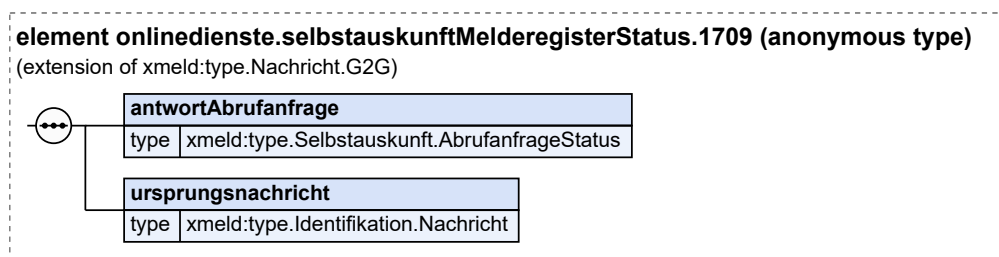 element onlinedienste.selbstauskunftMelderegisterStatus.1709 (anonymous type)
(extension of xmeld:type.Nachricht.G2G)
antwortAbrufanfrage
type xmeld:type.Selbstauskunft.AbrufanfrageStatus
ursprungsnachricht
type xmeld:type.Identifikation.Nachricht